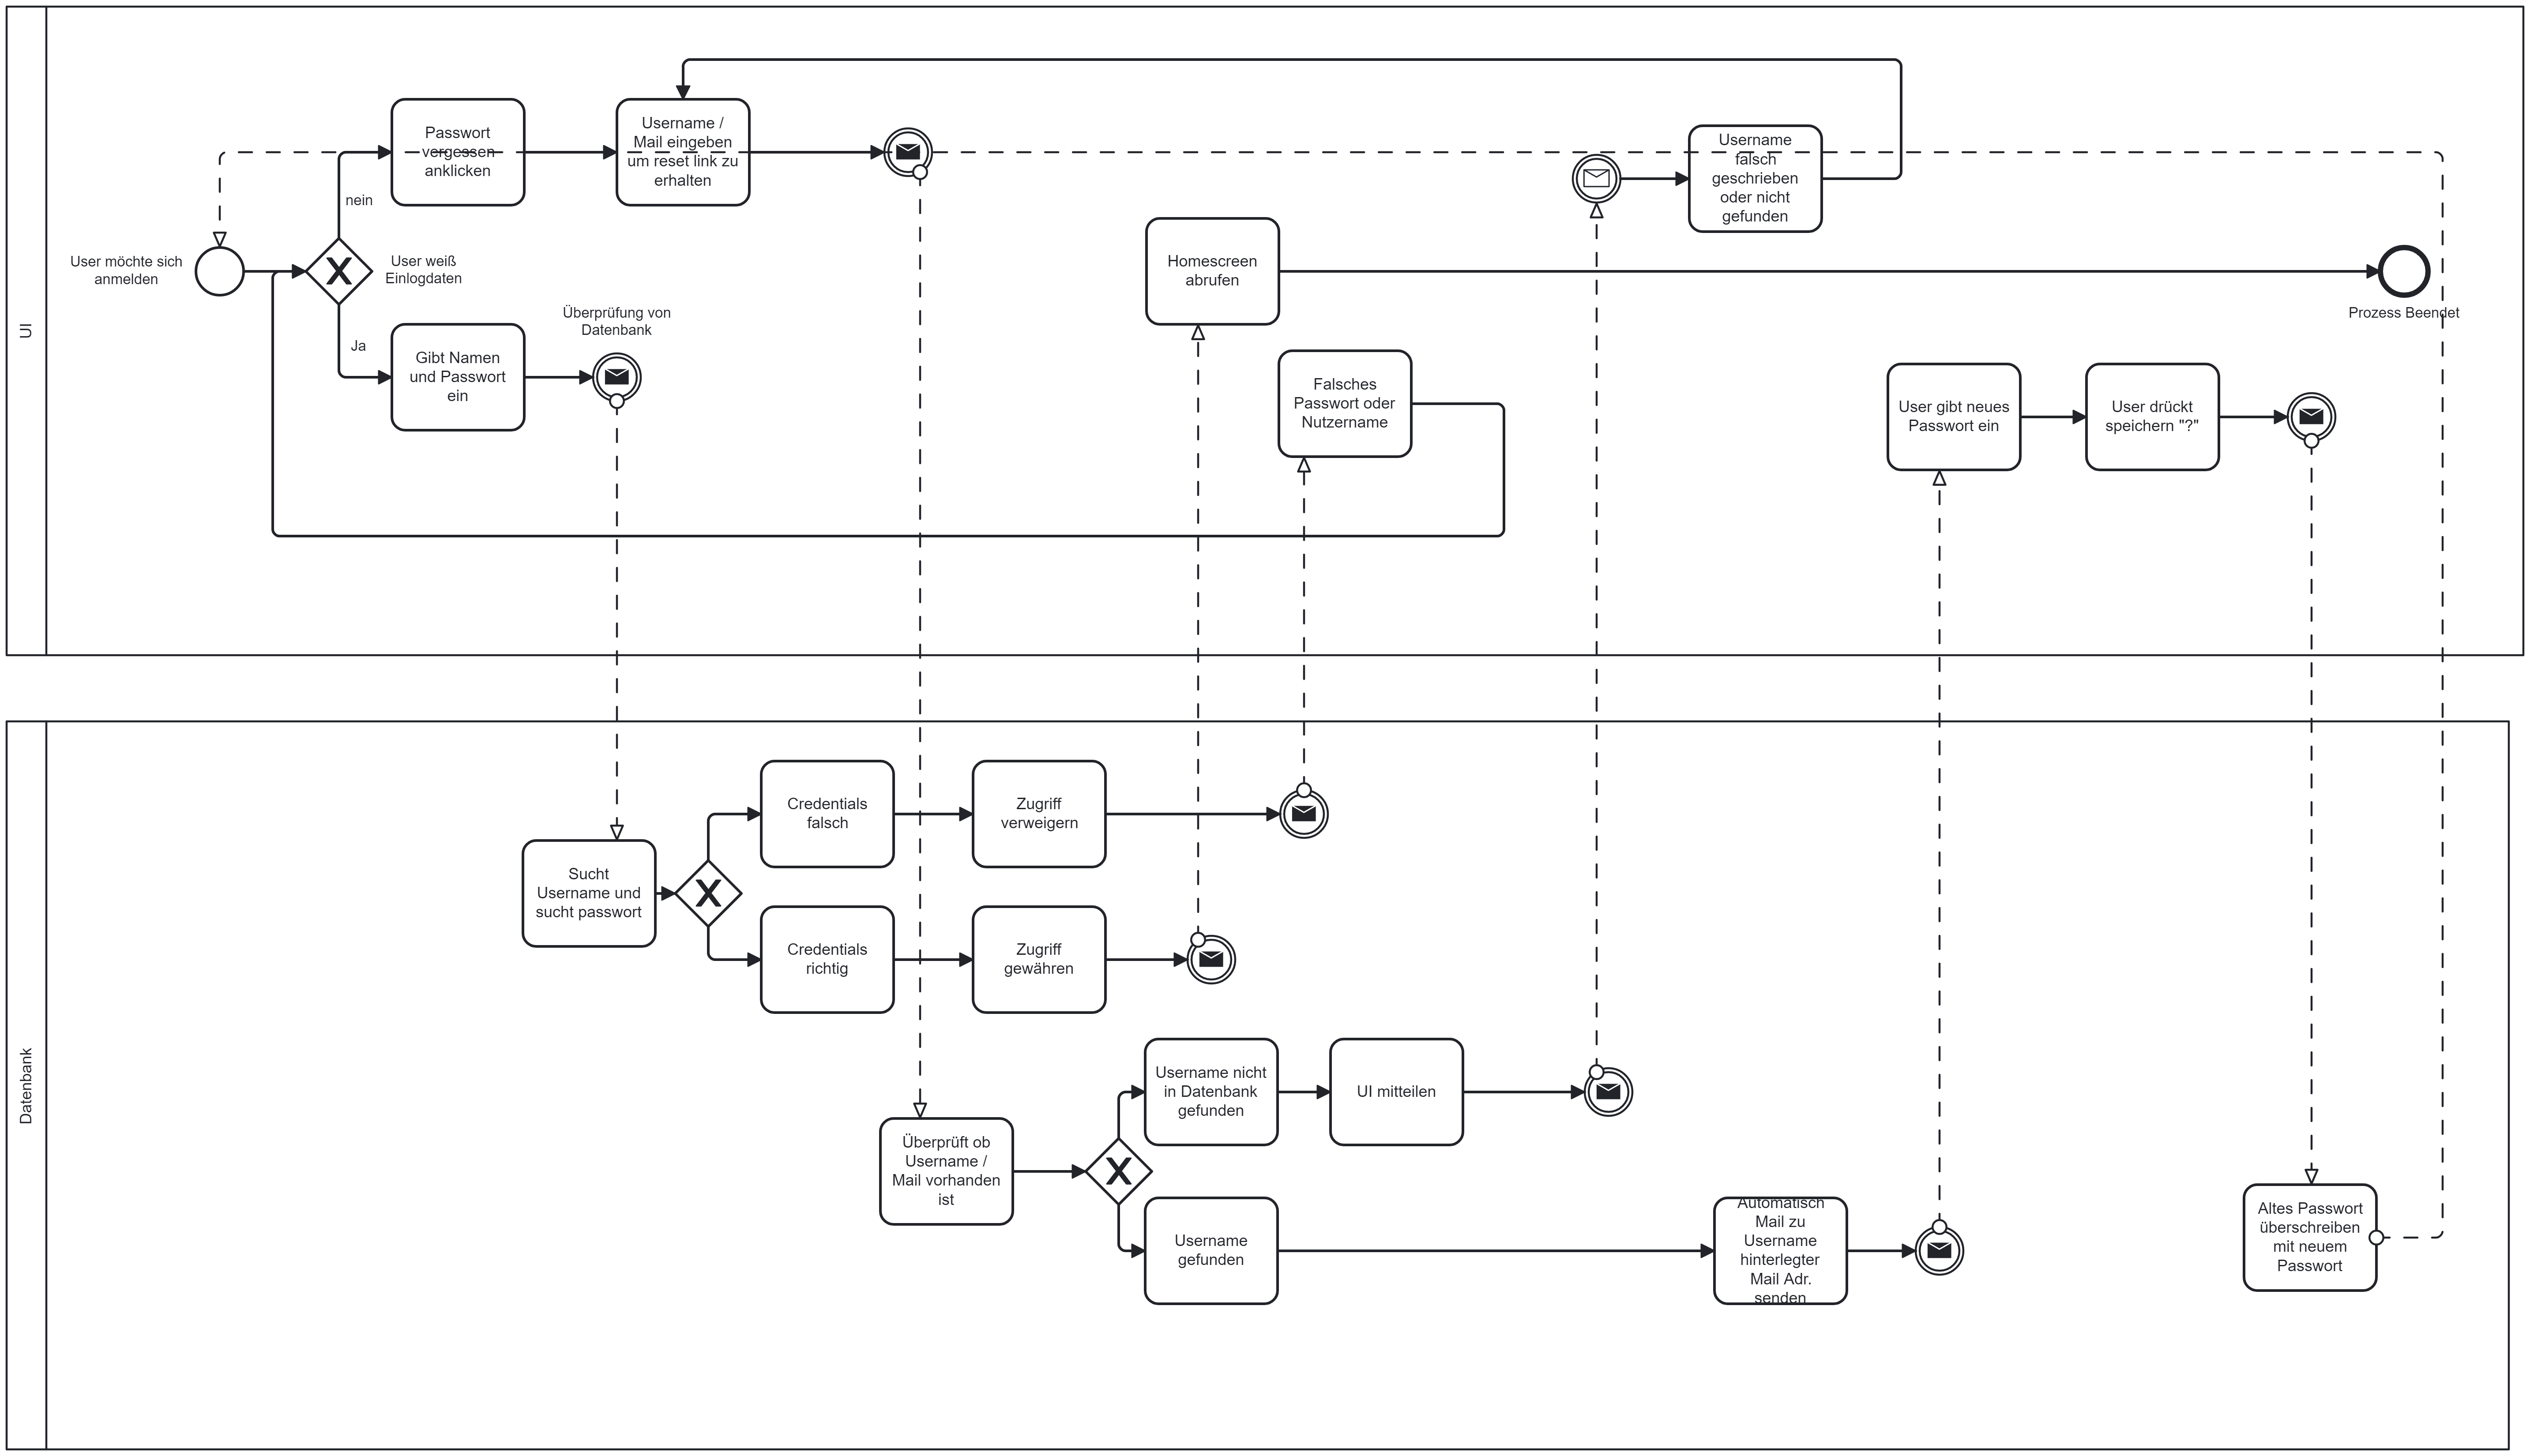 UI
Passwort
vergessen
anklicken
Username /
Mail eingeben
um reset link zu
erhalten
Username
falsch
geschrieben
oder nicht
gefunden
nein
User möchte sich
anmelden
User weiß
Einlogdaten
Homescreen
abrufen
Prozess Beendet
Überprüfung von
Datenbank
Ja
Gibt Namen
und Passwort
ein
Falsches
Passwort oder
Nutzername
User gibt neues
Passwort ein
User drückt
speichern "?"
Datenbank
Credentials
falsch
Zugriff
verweigern
Sucht
Username und
sucht passwort
Credentials
richtig
Zugriff
gewähren
Username nicht
in Datenbank
gefunden
UI mitteilen
Überprüft ob
Username /
Mail vorhanden
ist
Username
gefunden
Automatisch
Mail zu
Username
hinterlegter
Mail Adr.
senden
Altes Passwort
überschreiben
mit neuem
Passwort